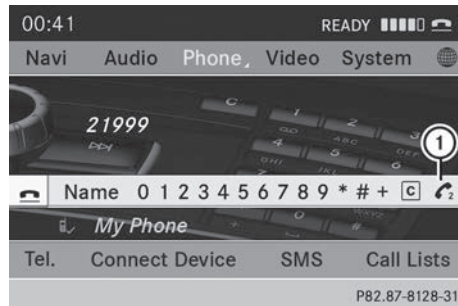 00:41 READY
Navi Audio Phone Video System
21999
1
Name 0 1 2 3 4 5 6 7 8 9 * # + C 2
My Phone
Tel. Connect Device SMS Call Lists
P82.87-8128-31